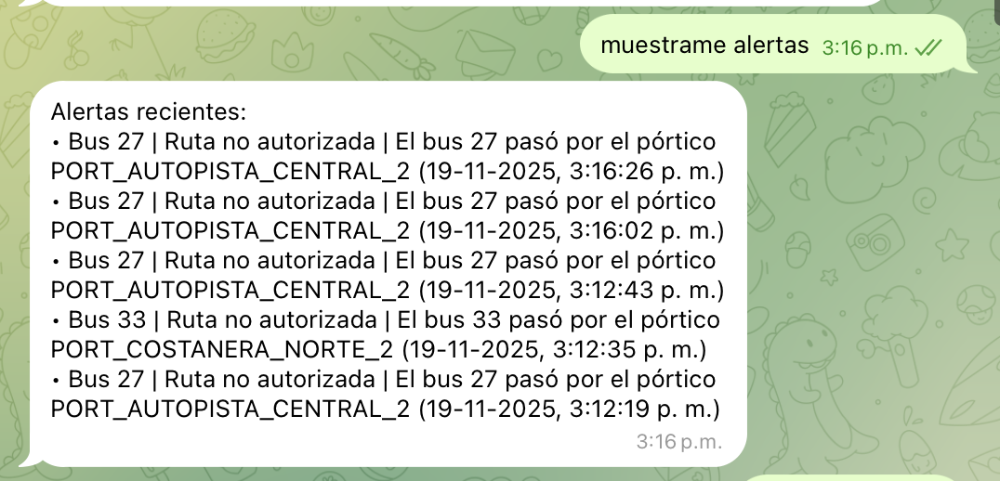 muestrame alertas 3:16 p.m.
Alertas recientes:
• Bus 27 | Ruta no autorizada | El bus 27 pasó por el pórtico
PORT_AUTOPISTA_CENTRAL_2 (19-11-2025, 3:16:26 p. m.)
• Bus 27 | Ruta no autorizada | El bus 27 pasó por el pórtico
PORT_AUTOPISTA_CENTRAL_2 (19-11-2025, 3:16:02 p. m.)
• Bus 27 | Ruta no autorizada | El bus 27 pasó por el pórtico
PORT_AUTOPISTA_CENTRAL_2 (19-11-2025, 3:12:43 p. m.)
• Bus 33 | Ruta no autorizada | El bus 33 pasó por el pórtico
PORT_COSTANERA_NORTE_2 (19-11-2025, 3:12:35 p. m.)
• Bus 27 | Ruta no autorizada | El bus 27 pasó por el pórtico
PORT_AUTOPISTA_CENTRAL_2 (19-11-2025, 3:12:19 p. m.)
3:16 p.m.